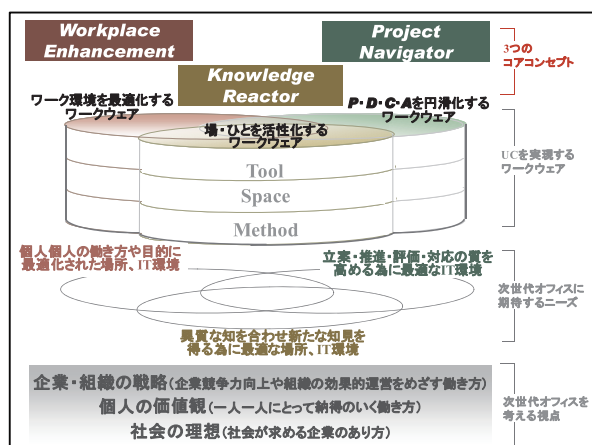 Workplace
Enhancement
Project
Navigator
Knowledge
Reactor
3つの
コアコンセプト
ワーク環境を最適化する
ワークウェア
P・D・C・Aを円滑化する
ワークウェア
場・ひとを活性化する
ワークウェア
Tool
Space
Method
UCを実現する
ワークウェア
個人個人の働き方や目的に
最適化された場所、IT環境
立案・推進・評価・対応の質を
高める為に最適なIT環境
異質な知を合わせ新たな知見を
得る為に最適な場所、IT環境
次世代オフィスに
期待するニーズ
企業・組織の戦略(企業競争力向上や組織の効果的運営をめざす働き方)
個人の価値観(一人一人にとって納得のいく働き方)
社会の理想(社会が求める企業のあり方)
次世代オフィスを
考える視点